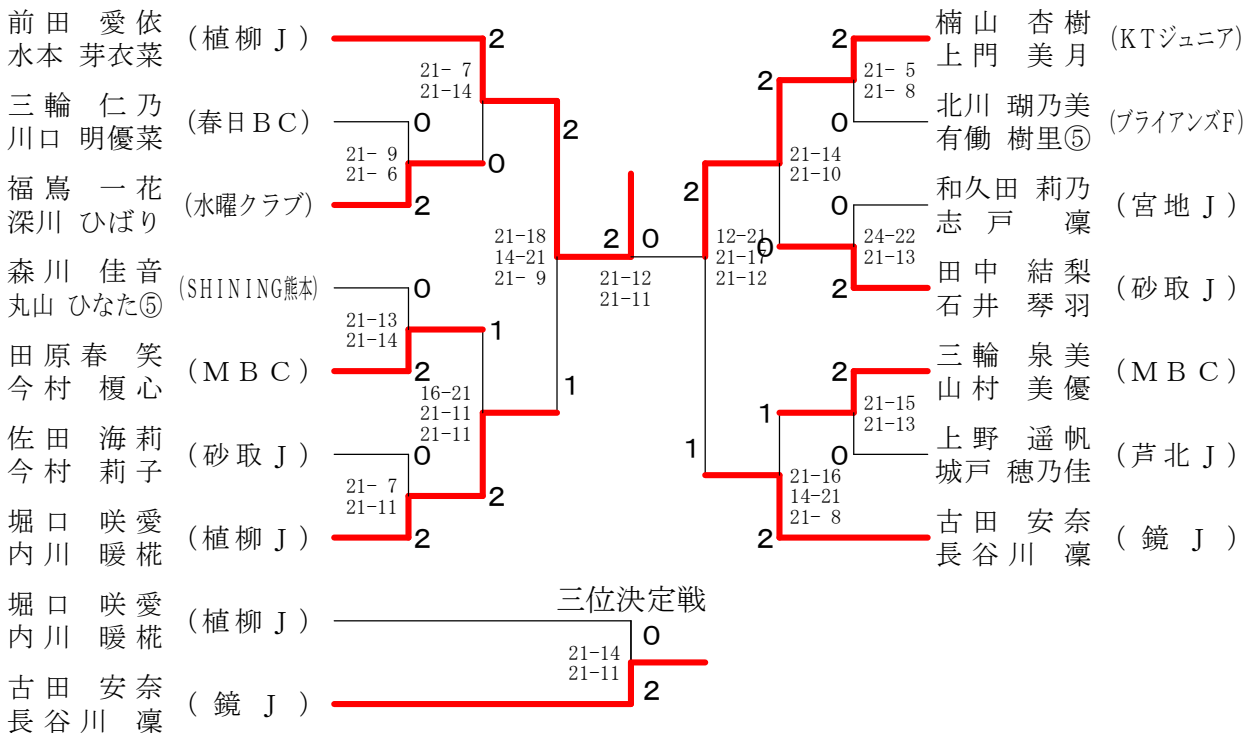 前田 愛依
水本 芽衣菜
(植柳J)
2
21- 7
21-14
三輪 仁乃
川口 明優菜
(春日BC)
0
21- 9
21- 6
0
福嶌 一花
深川 ひばり
(水曜クラブ)
2
2
21-18
14-21
21- 9
森川 佳音
丸山 ひなた⑤
(SHINING熊本)
0
21-13
21-14
1
田原春 笑
今村 榎心
(MBC)
2
16-21
21-11
21-11
1
佐田 海莉
今村 莉子
(砂取J)
0
21- 7
21-11
2
堀口 咲愛
内川 暖椛
(植柳J)
2
2
0
21-12
21-11
楠山 杏樹
上門 美月
(KTジュニア)
2
21- 5
21- 8
2
北川 瑚乃美
有働 樹里⑤
(ブライアンズF)
0
21-14
21-10
2
和久田 莉乃
志戸 凜
(宮地J)
0
24-22
21-13
0
12-21
21-17
21-12
田中 結梨
石井 琴羽
(砂取J)
2
三輪 泉美
山村 美優
(MBC)
2
21-15
21-13
1
1
上野 遥帆
城戸 穂乃佳
(芦北J)
0
21-16
14-21
21- 8
古田 安奈
長谷川 凜
(鏡J)
2
三位決定戦
堀口 咲愛
内川 暖椛
(植柳J)
0
21-14
21-11
古田 安奈
長谷川 凜
(鏡J)
2